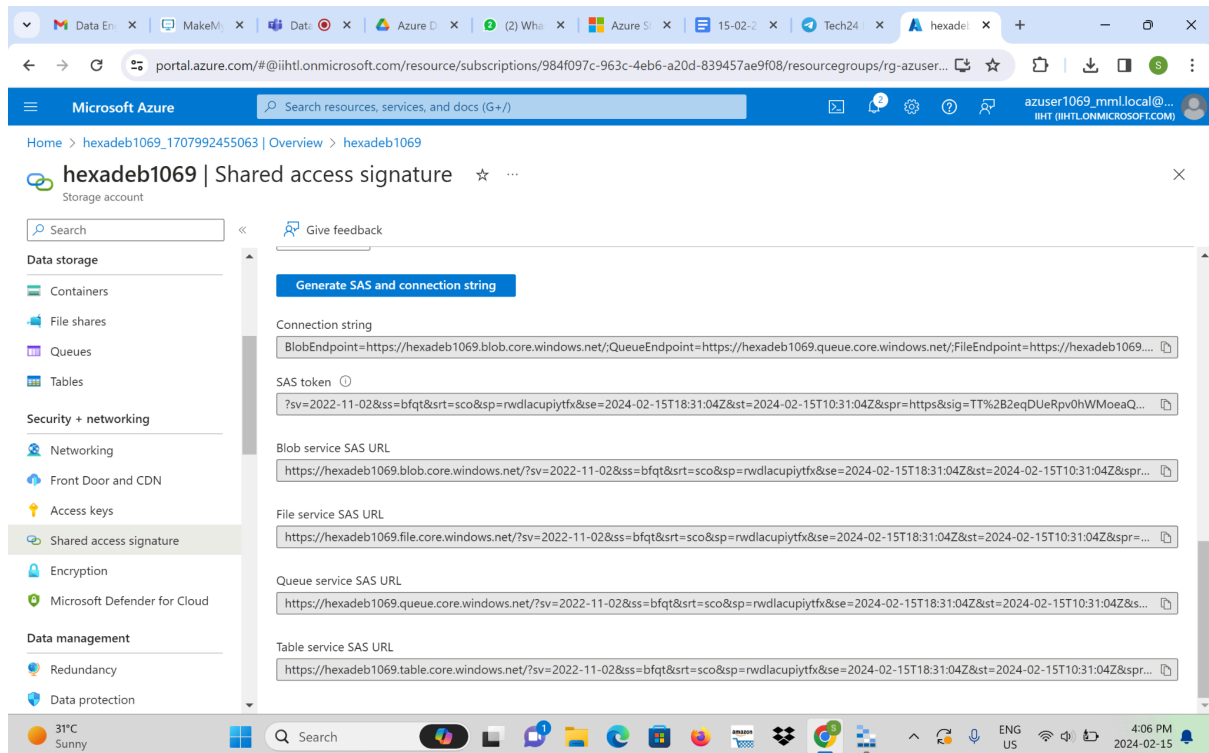 Data En
MakeMy
Data
Azure D
(2) Wha
Azure S
15-02-2
Tech24
hexadeb
portal.azure.com/#@iihtl.onmicrosoft.com/resource/subscriptions/984f097c-963c-4eb6-a20d-839457ae9f08/resourcegroups/rg-azuser...
S
Microsoft Azure
Search resources, services, and docs (G+/)
2
azuser1069_mml.local@...
IIHT (IIHTL.ONMICROSOFT.COM)
Home > hexadeb1069_1707992455063 | Overview > hexadeb1069
hexadeb1069 | Shared access signature
Storage account
Search
Give feedback
Data storage
Containers
File shares
Queues
Tables
Security + networking
Networking
Front Door and CDN
Access keys
Shared access signature
Encryption
Microsoft Defender for Cloud
Data management
Redundancy
Data protection
Generate SAS and connection string
Connection string
BlobEndpoint=https://hexadeb1069.blob.core.windows.net/;QueueEndpoint=https://hexadeb1069.queue.core.windows.net/;FileEndpoint=https://hexadeb1069....
SAS token
?sv=2022-11-02&ss=bfqt&srt=sco&sp=rwdlacupiytfx&se=2024-02-15T18:31:04Z&st=2024-02-15T10:31:04Z&spr=https&sig=TT%2B2eqDUeRpv0hWMoeaQ...
Blob service SAS URL
https://hexadeb1069.blob.core.windows.net/?sv=2022-11-02&ss=bfqt&srt=sco&sp=rwdlacupiytfx&se=2024-02-15T18:31:04Z&st=2024-02-15T10:31:04Z&spr...
File service SAS URL
https://hexadeb1069.file.core.windows.net/?sv=2022-11-02&ss=bfqt&srt=sco&sp=rwdlacupiytfx&se=2024-02-15T18:31:04Z&st=2024-02-15T10:31:04Z&spr=...
Queue service SAS URL
https://hexadeb1069.queue.core.windows.net/?sv=2022-11-02&ss=bfqt&srt=sco&sp=rwdlacupiytfx&se=2024-02-15T18:31:04Z&st=2024-02-15T10:31:04Z&s...
Table service SAS URL
https://hexadeb1069.table.core.windows.net/?sv=2022-11-02&ss=bfqt&srt=sco&sp=rwdlacupiytfx&se=2024-02-15T18:31:04Z&st=2024-02-15T10:31:04Z&spr...
31°C
Sunny
Search
amazon
ENG
US
4:06 PM
2024-02-15